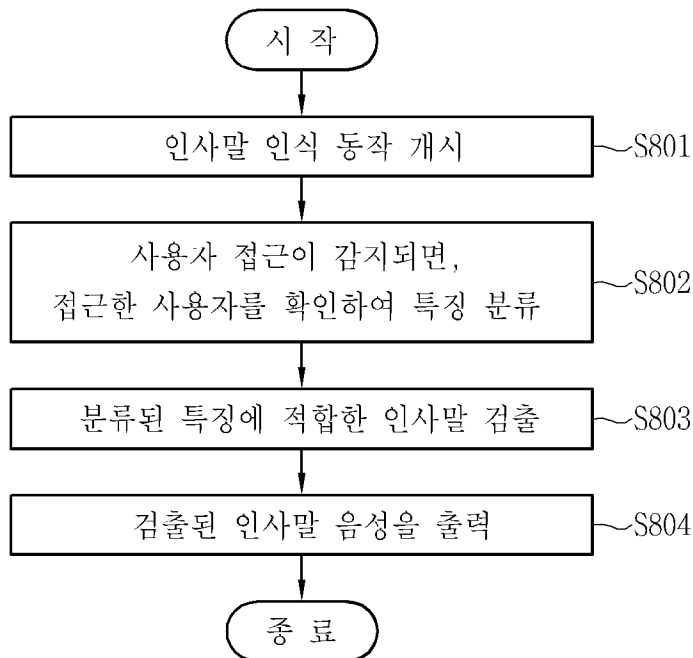 시 작
인사말 인식 동작 개시
S801
사용자 접근이 감지되면,
접근한 사용자를 확인하여 특징 분류
S802
분류된 특징에 적합한 인사말 검출
S803
검출된 인사말 음성을 출력
S804
종 료